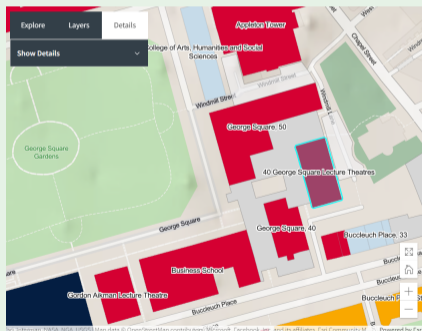 Explore Layers Details
Show Details
Appleton Tower
College of Arts, Humanities and Social
Sciences
Chapel Street
Windmill Street
Windmill Street
Windmill Lane
George Square: 50
George Square
Gardens
40 George Square Lecture Theatres
George Square
George Square, 40
Buccleuch Place, 33
Business School
Gordon Aikman Lecture Theatre
Buccleuch Place